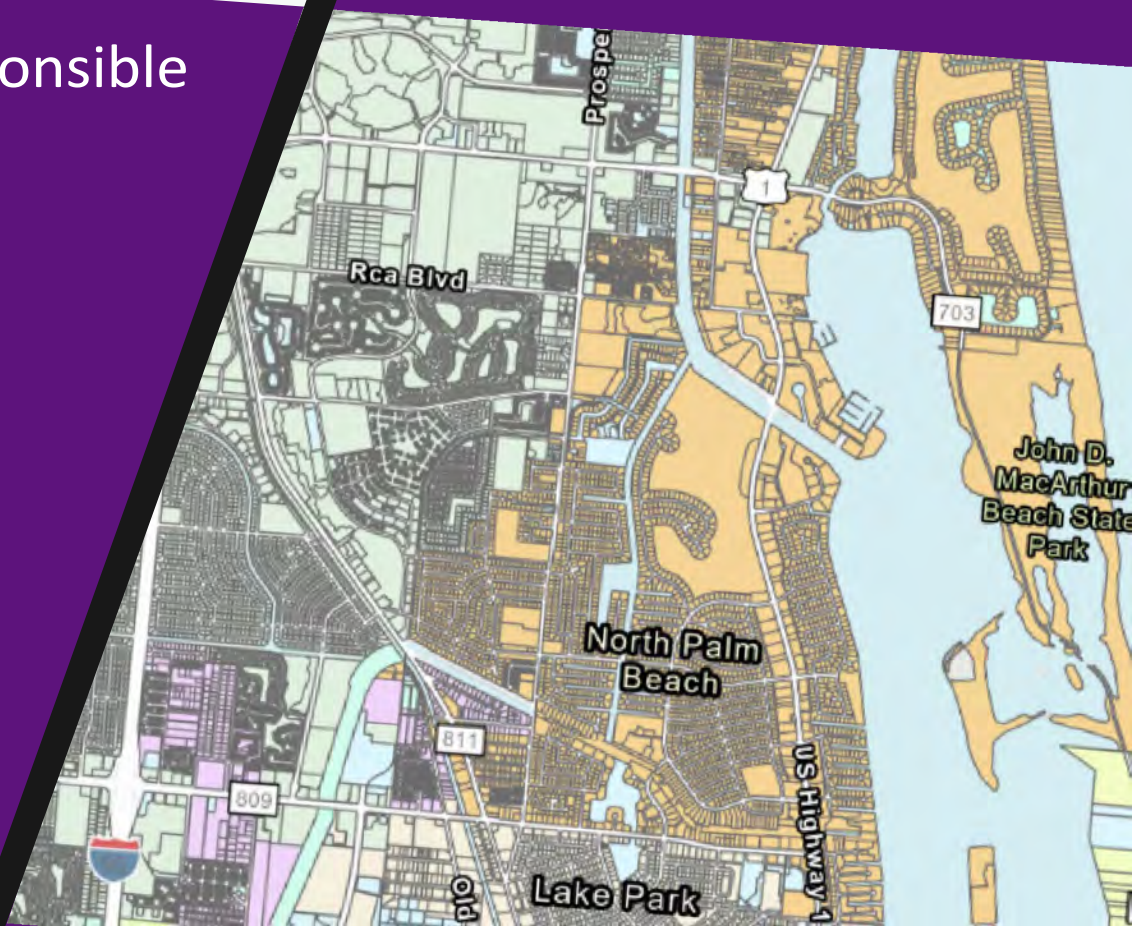 onsible
Prospe
1
Rca Blvd
703
John D.
MacArthur
Beach State
Park
North Palm
Beach
811
US Highway 1
809
Lake Park
Old